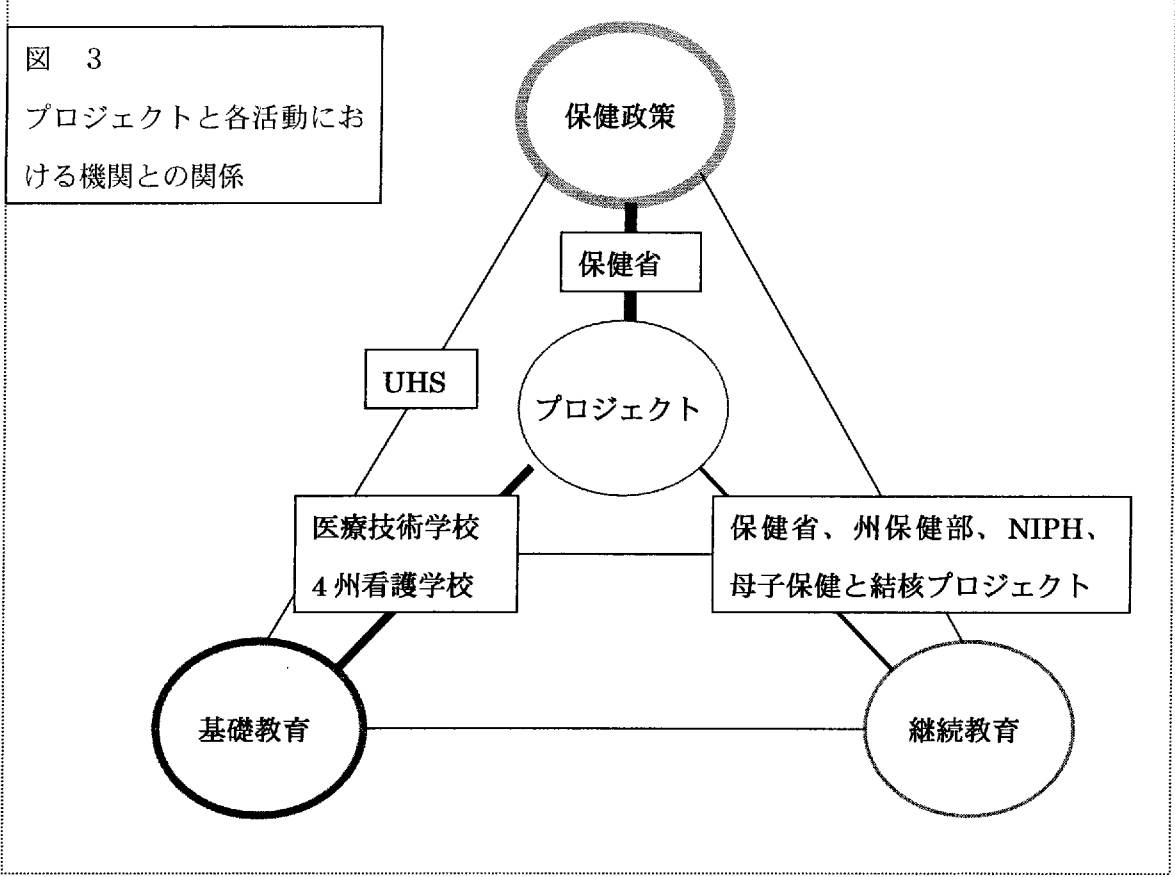 図 3
プロジェクトと各活動にお
ける機関との関係
保健政策
保健省
UHS
プロジェクト
医療技術学校
4 州看護学校
保健省、州保健部、NIPH、
母子保健と結核プロジェクト
基礎教育
継続教育